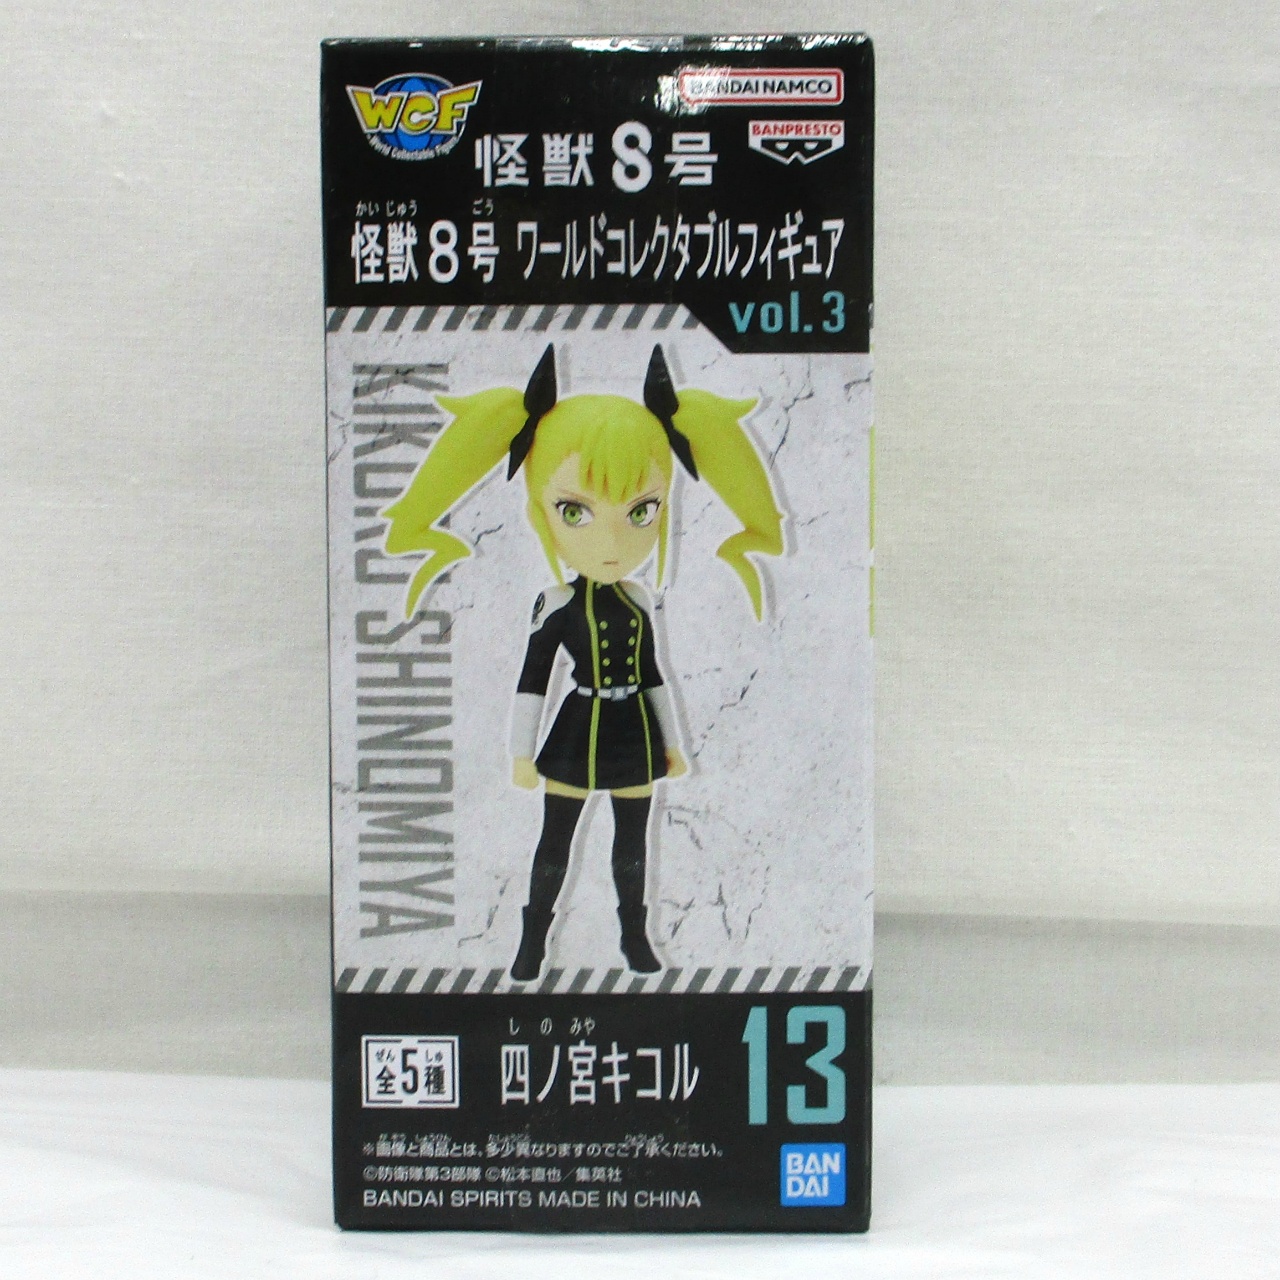 WCF
World Collectable Figure
BANDAI NAMCO
BANPRESTO
怪獣8号
かいじゅう ごう
怪獣8号 ワールドコレクタブルフィギュア
vol.3
KIKORU SHINOMIYA
ぜん しゅ
全5種
しのみや
四ノ宮キコル
13
※画像と商品とは、多少異なりますのでご了承ください。
©防衛隊第3部隊 ©松本直也/集英社
BANDAI SPIRITS MADE IN CHINA
BAN
DAI